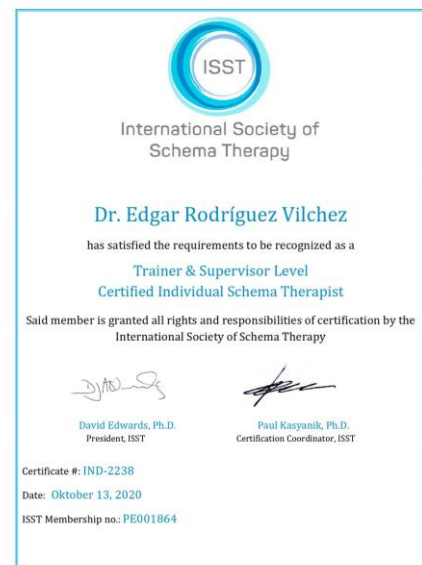 ISST
International Society of
Schema Therapy
Dr. Edgar Rodríguez Vilchez
has satisfied the requirements to be recognized as a
Trainer & Supervisor Level
Certified Individual Schema Therapist
Said member is granted all rights and responsibilities of certification by the
International Society of Schema Therapy
David Edwards, Ph.D.
President, ISST
Paul Kasyanik, Ph.D.
Certification Coordinator, ISST
Certificate #: IND-2238
Date: Oktober 13, 2020
ISST Membership no.: PE001864